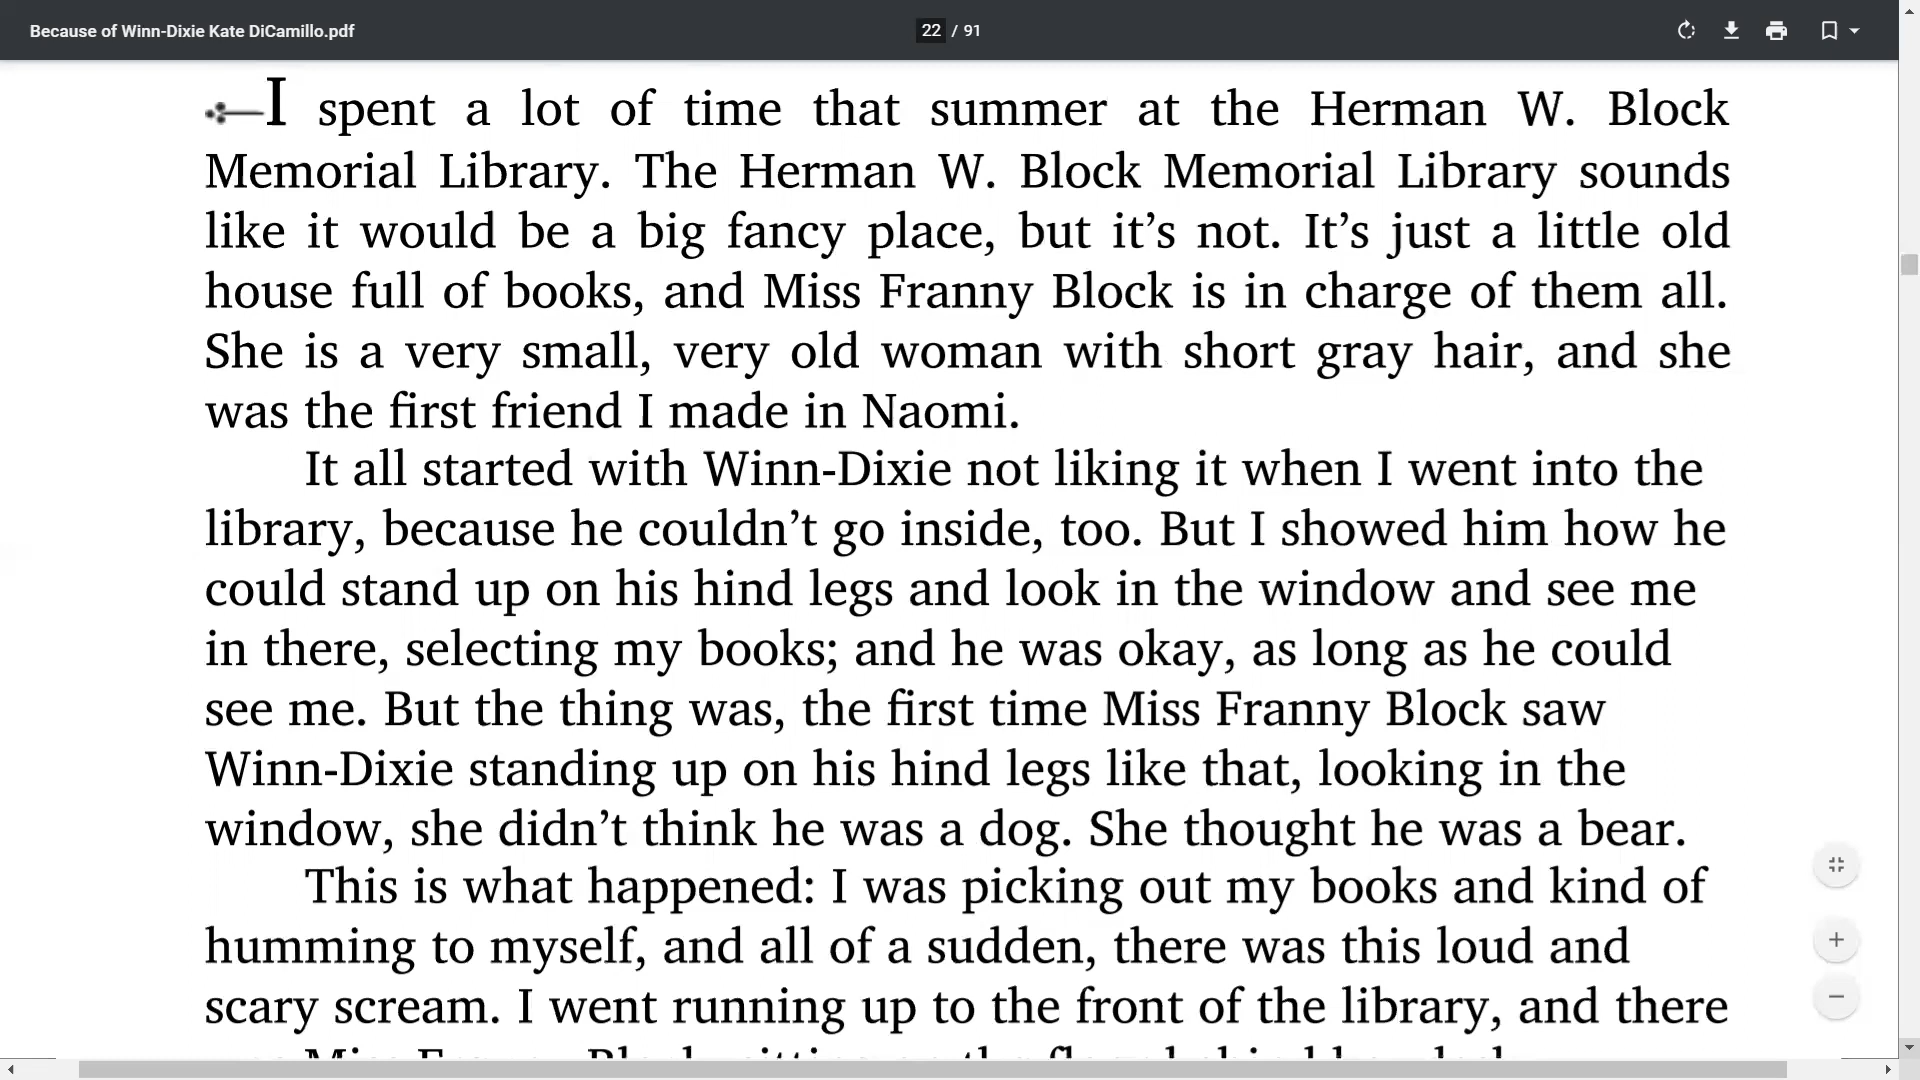 Because of Winn-Dixie Kate DiCamillo.pdf
22 / 91
I spent a lot of time that summer at the Herman W. Block
Memorial Library. The Herman W. Block Memorial Library sounds
like it would be a big fancy place, but it’s not. It’s just a little old
house full of books, and Miss Franny Block is in charge of them all.
She is a very small, very old woman with short gray hair, and she
was the first friend I made in Naomi.
It all started with Winn-Dixie not liking it when I went into the
library, because he couldn’t go inside, too. But I showed him how he
could stand up on his hind legs and look in the window and see me
in there, selecting my books; and he was okay, as long as he could
see me. But the thing was, the first time Miss Franny Block saw
Winn-Dixie standing up on his hind legs like that, looking in the
window, she didn’t think he was a dog. She thought he was a bear.
This is what happened: I was picking out my books and kind of
humming to myself, and all of a sudden, there was this loud and
scary scream. I went running up to the front of the library, and there